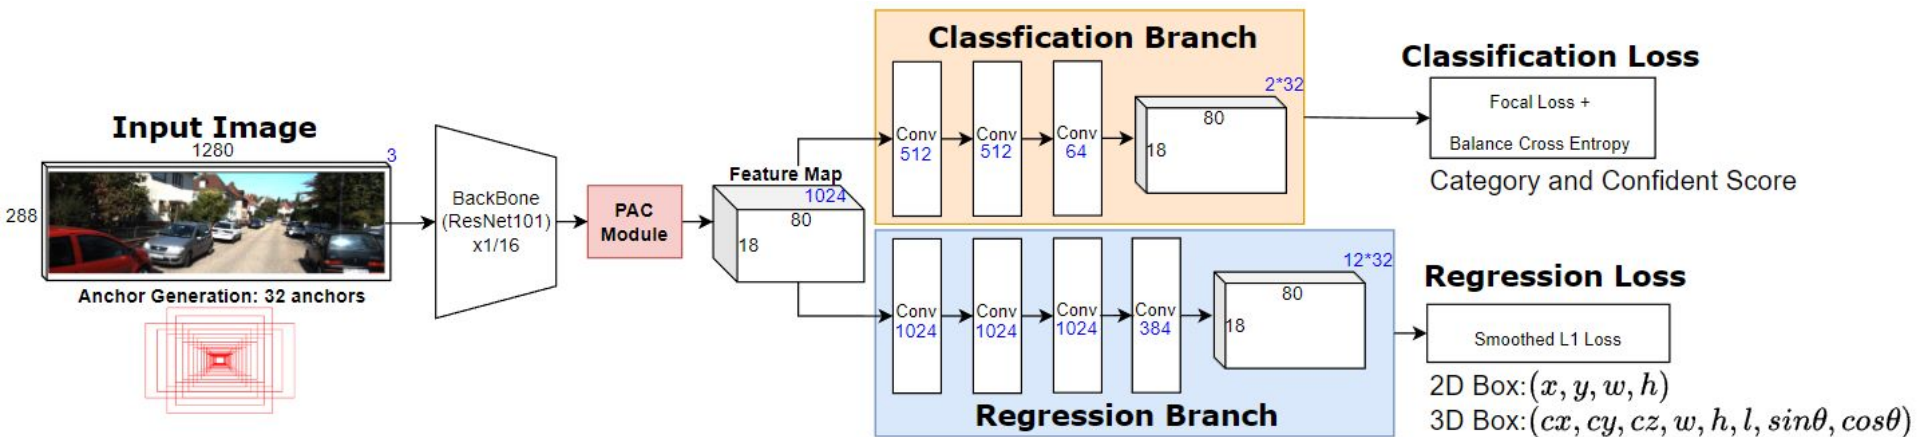 Input Image
1280
3
288
Anchor Generation: 32 anchors
BackBone
(ResNet101)
x1/16
PAC
Module
Feature Map
1024
80
18
Classfication Branch
Conv
512
Conv
512
Conv
64
2*32
80
18
Classification Loss
Focal Loss +
Balance Cross Entropy
Category and Confident Score
Conv
1024
Conv
1024
Conv
1024
Conv
384
12*32
80
18
Regression Branch
Regression Loss
Smoothed L1 Loss
2D Box:(x, y, w, h)
3D Box:(cx, cy, cz, w, h, l, sinθ, cosθ)